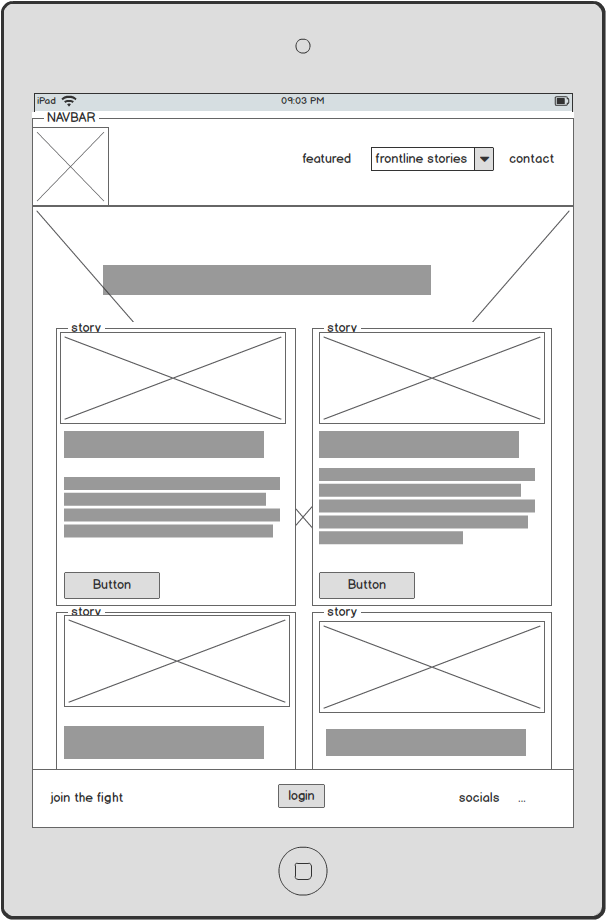 iPad 09:03 PM
NAVBAR
featured frontline stories contact
story story
Button Button
story story
join the fight login socials ...